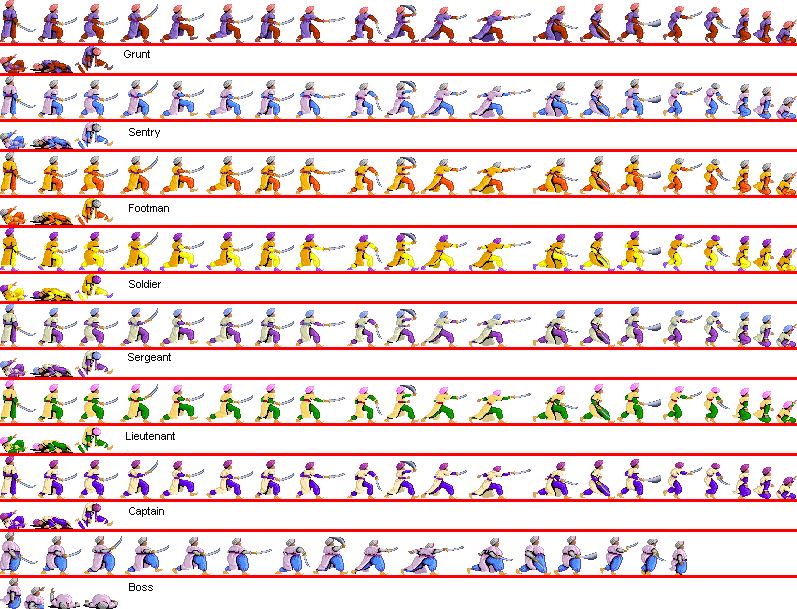 Grunt
Sentry
Footman
Soldier
Sergeant
Lieutenant
Captain
Boss